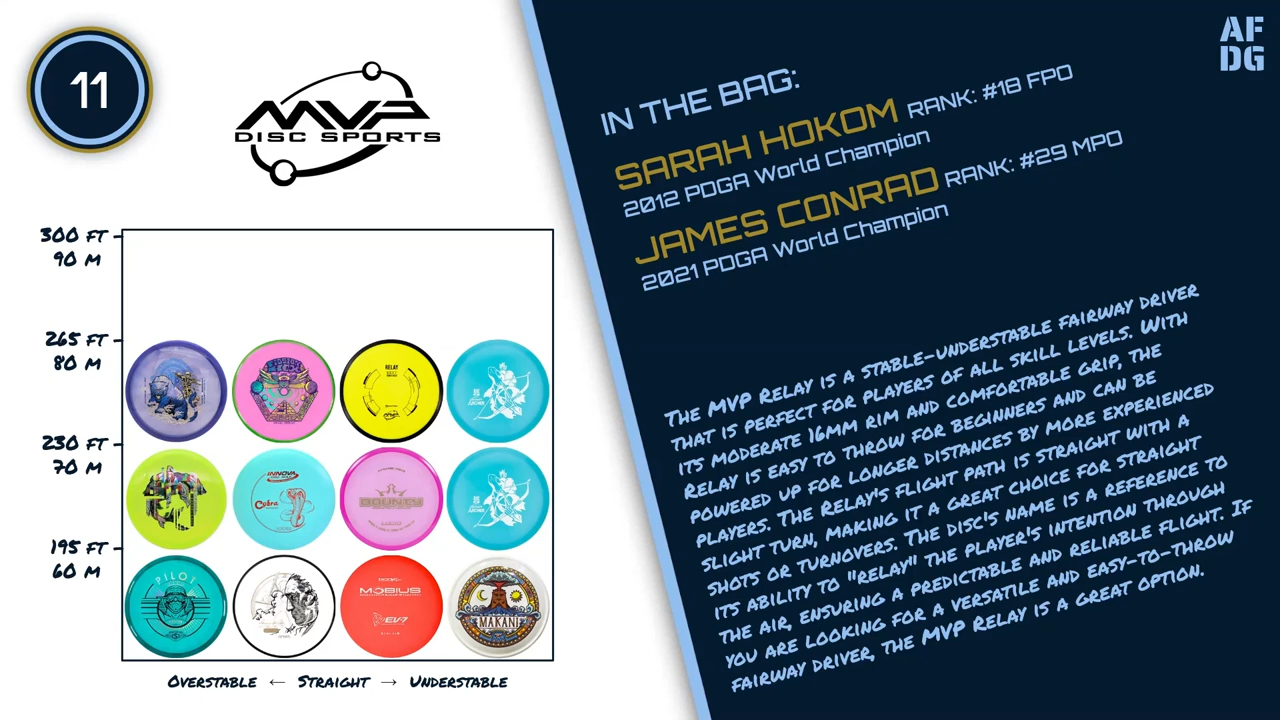 11
MVP
DISC SPORTS
AF
DG
IN THE BAG:
SARAH HOKOM RANK: #18 FPO
2012 PDGA World Champion
JAMES CONRAD RANK: #29 MPO
2021 PDGA World Champion
300 FT
90 M
265 FT
80 M
230 FT
70 M
195 FT
60 M
RELAY
ARCHER
INNOVA
Cobra
BOUNTY
ARCHER
PILOT
MÖBIUS
EV-7
MAKANI
OVERSTABLE ← STRAIGHT → UNDERSTABLE
THE MVP RELAY IS A STABLE-UNDERSTABLE FAIRWAY DRIVER
THAT IS PERFECT FOR PLAYERS OF ALL SKILL LEVELS. WITH
ITS MODERATE 16MM RIM AND COMFORTABLE GRIP, THE
RELAY IS EASY TO THROW FOR BEGINNERS AND CAN BE
POWERED UP FOR LONGER DISTANCES BY MORE EXPERIENCED
PLAYERS. THE RELAY'S FLIGHT PATH IS STRAIGHT WITH A
SLIGHT TURN, MAKING IT A GREAT CHOICE FOR STRAIGHT
SHOTS OR TURNOVERS. THE DISC'S NAME IS A REFERENCE TO
ITS ABILITY TO "RELAY" THE PLAYER'S INTENTION THROUGH
THE AIR, ENSURING A PREDICTABLE AND RELIABLE FLIGHT. IF
YOU ARE LOOKING FOR A VERSATILE AND EASY-TO-THROW
FAIRWAY DRIVER, THE MVP RELAY IS A GREAT OPTION.